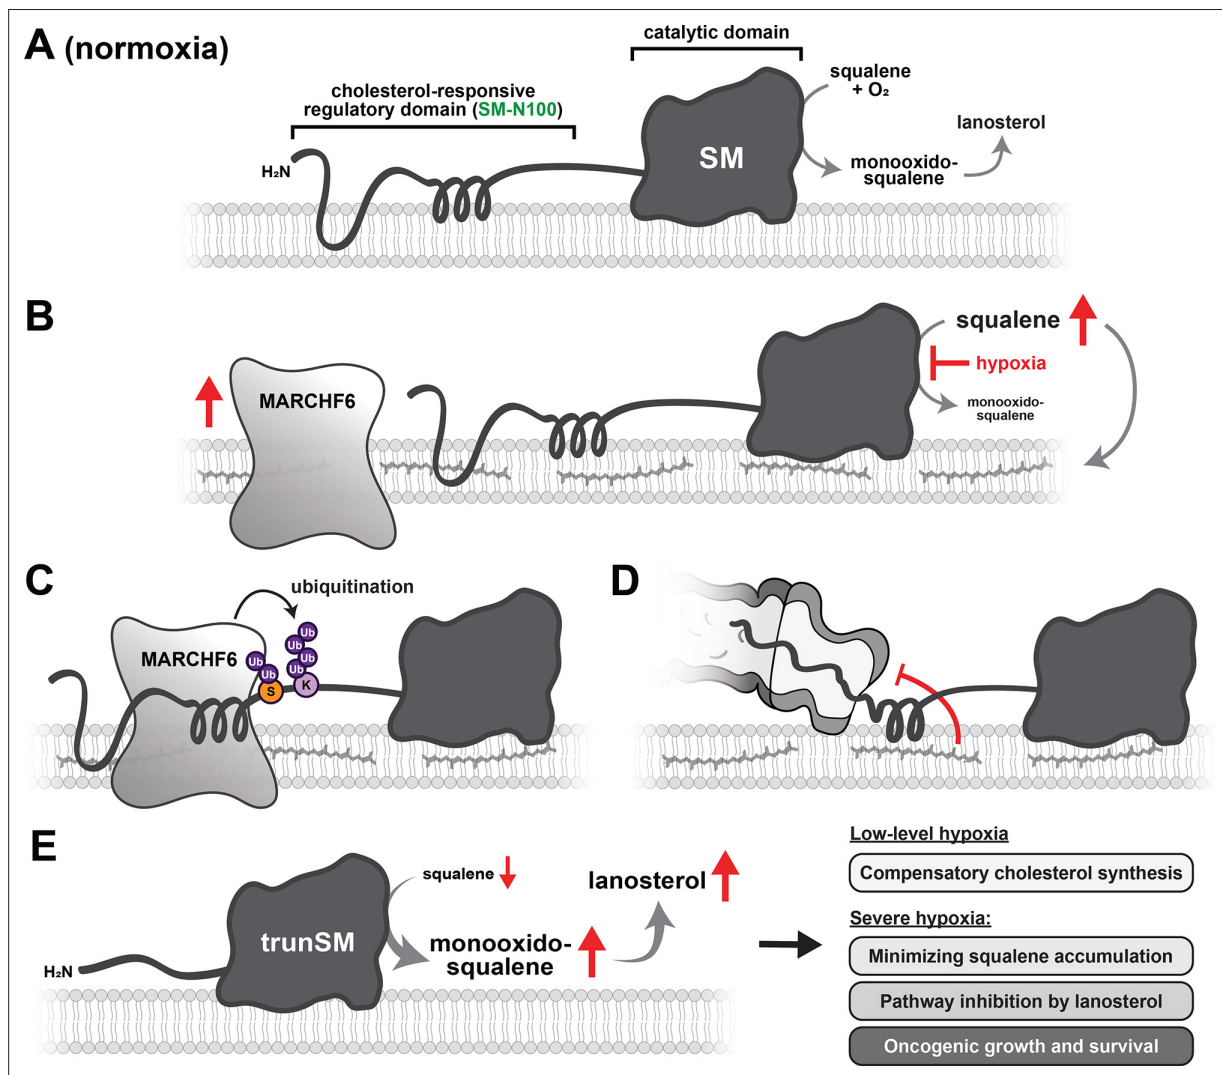 A (normoxia)
catalytic domain
cholesterol-responsive
regulatory domain (SM-N100)
H₂N
SM
squalene
+ O₂
monooxido-
squalene
lanosterol
B
MARCHF6
squalene
hypoxia
monooxido-
squalene
C
ubiquitination
MARCHF6
Ub
Ub
S
Ub
Ub
Ub
Ub
K
D
E
H₂N
trunSM
squalene
monooxido-
squalene
lanosterol
Low-level hypoxia
Compensatory cholesterol synthesis
Severe hypoxia:
Minimizing squalene accumulation
Pathway inhibition by lanosterol
Oncogenic growth and survival